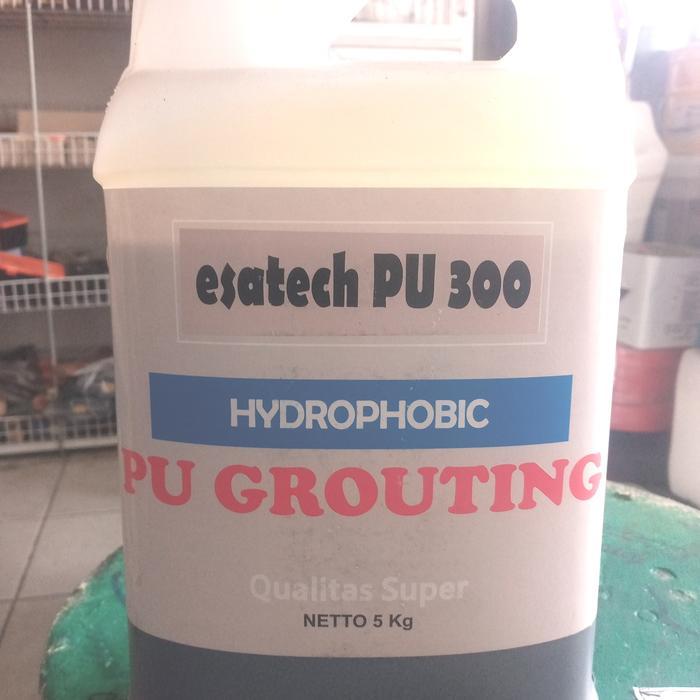 esatech PU 300
HYDROPHOBIC
PU GROUTING
Qualitas Super
NETTO 5 Kg